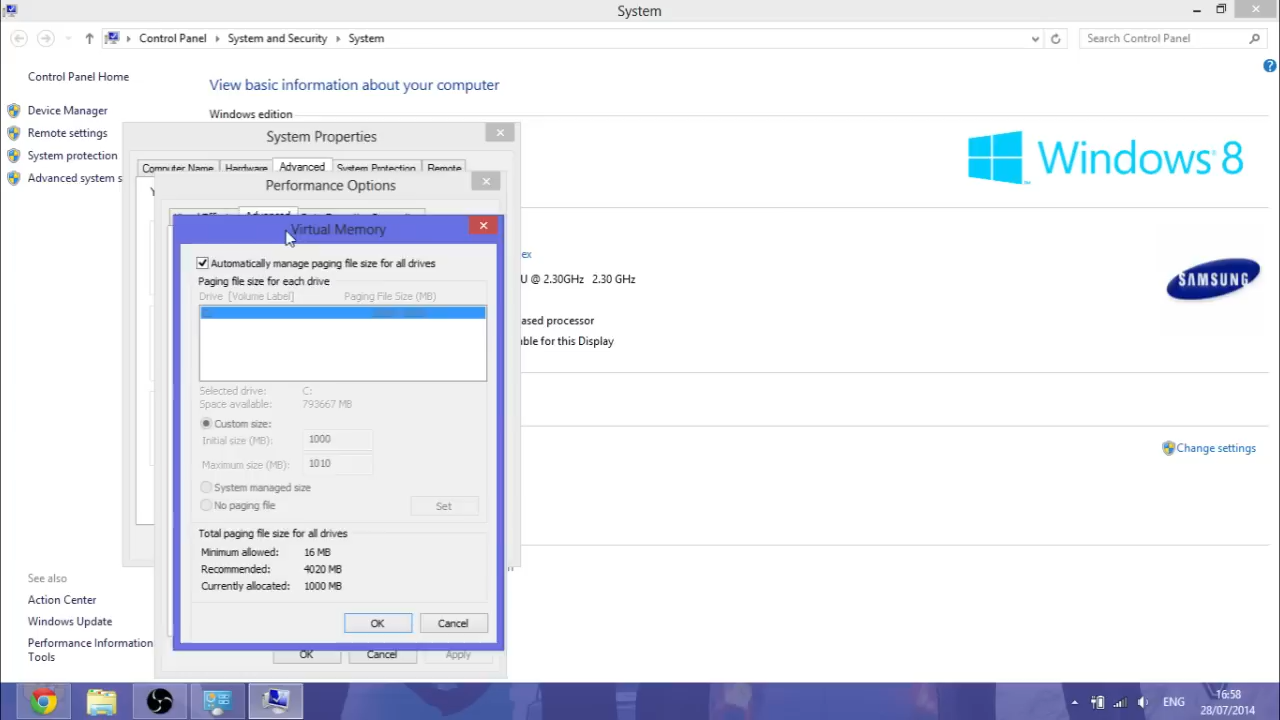 System
Control Panel System and Security System
Search Control Panel
Control Panel Home
Device Manager
Remote settings
System protection
Advanced system s
View basic information about your computer
Windows edition
Windows 8
System Properties
Computer Name Hardware Advanced System Protection Remote
Performance Options
Advanced
Virtual Memory
Automatically manage paging file size for all drives
Paging file size for each drive
Drive [Volume Label] Paging File Size (MB)
Selected drive: C:
Space available: 793667 MB
Custom size:
Initial size (MB): 1000
Maximum size (MB): 1010
System managed size
No paging file
Set
Total paging file size for all drives
Minimum allowed: 16 MB
Recommended: 4020 MB
Currently allocated: 1000 MB
OK Cancel
OK Cancel Apply
ex
U @ 2.30GHz 2.30 GHz
SAMSUNG
ased processor
ble for this Display
Change settings
See also
Action Center
Windows Update
Performance Information
Tools
ENG
16:58
28/07/2014